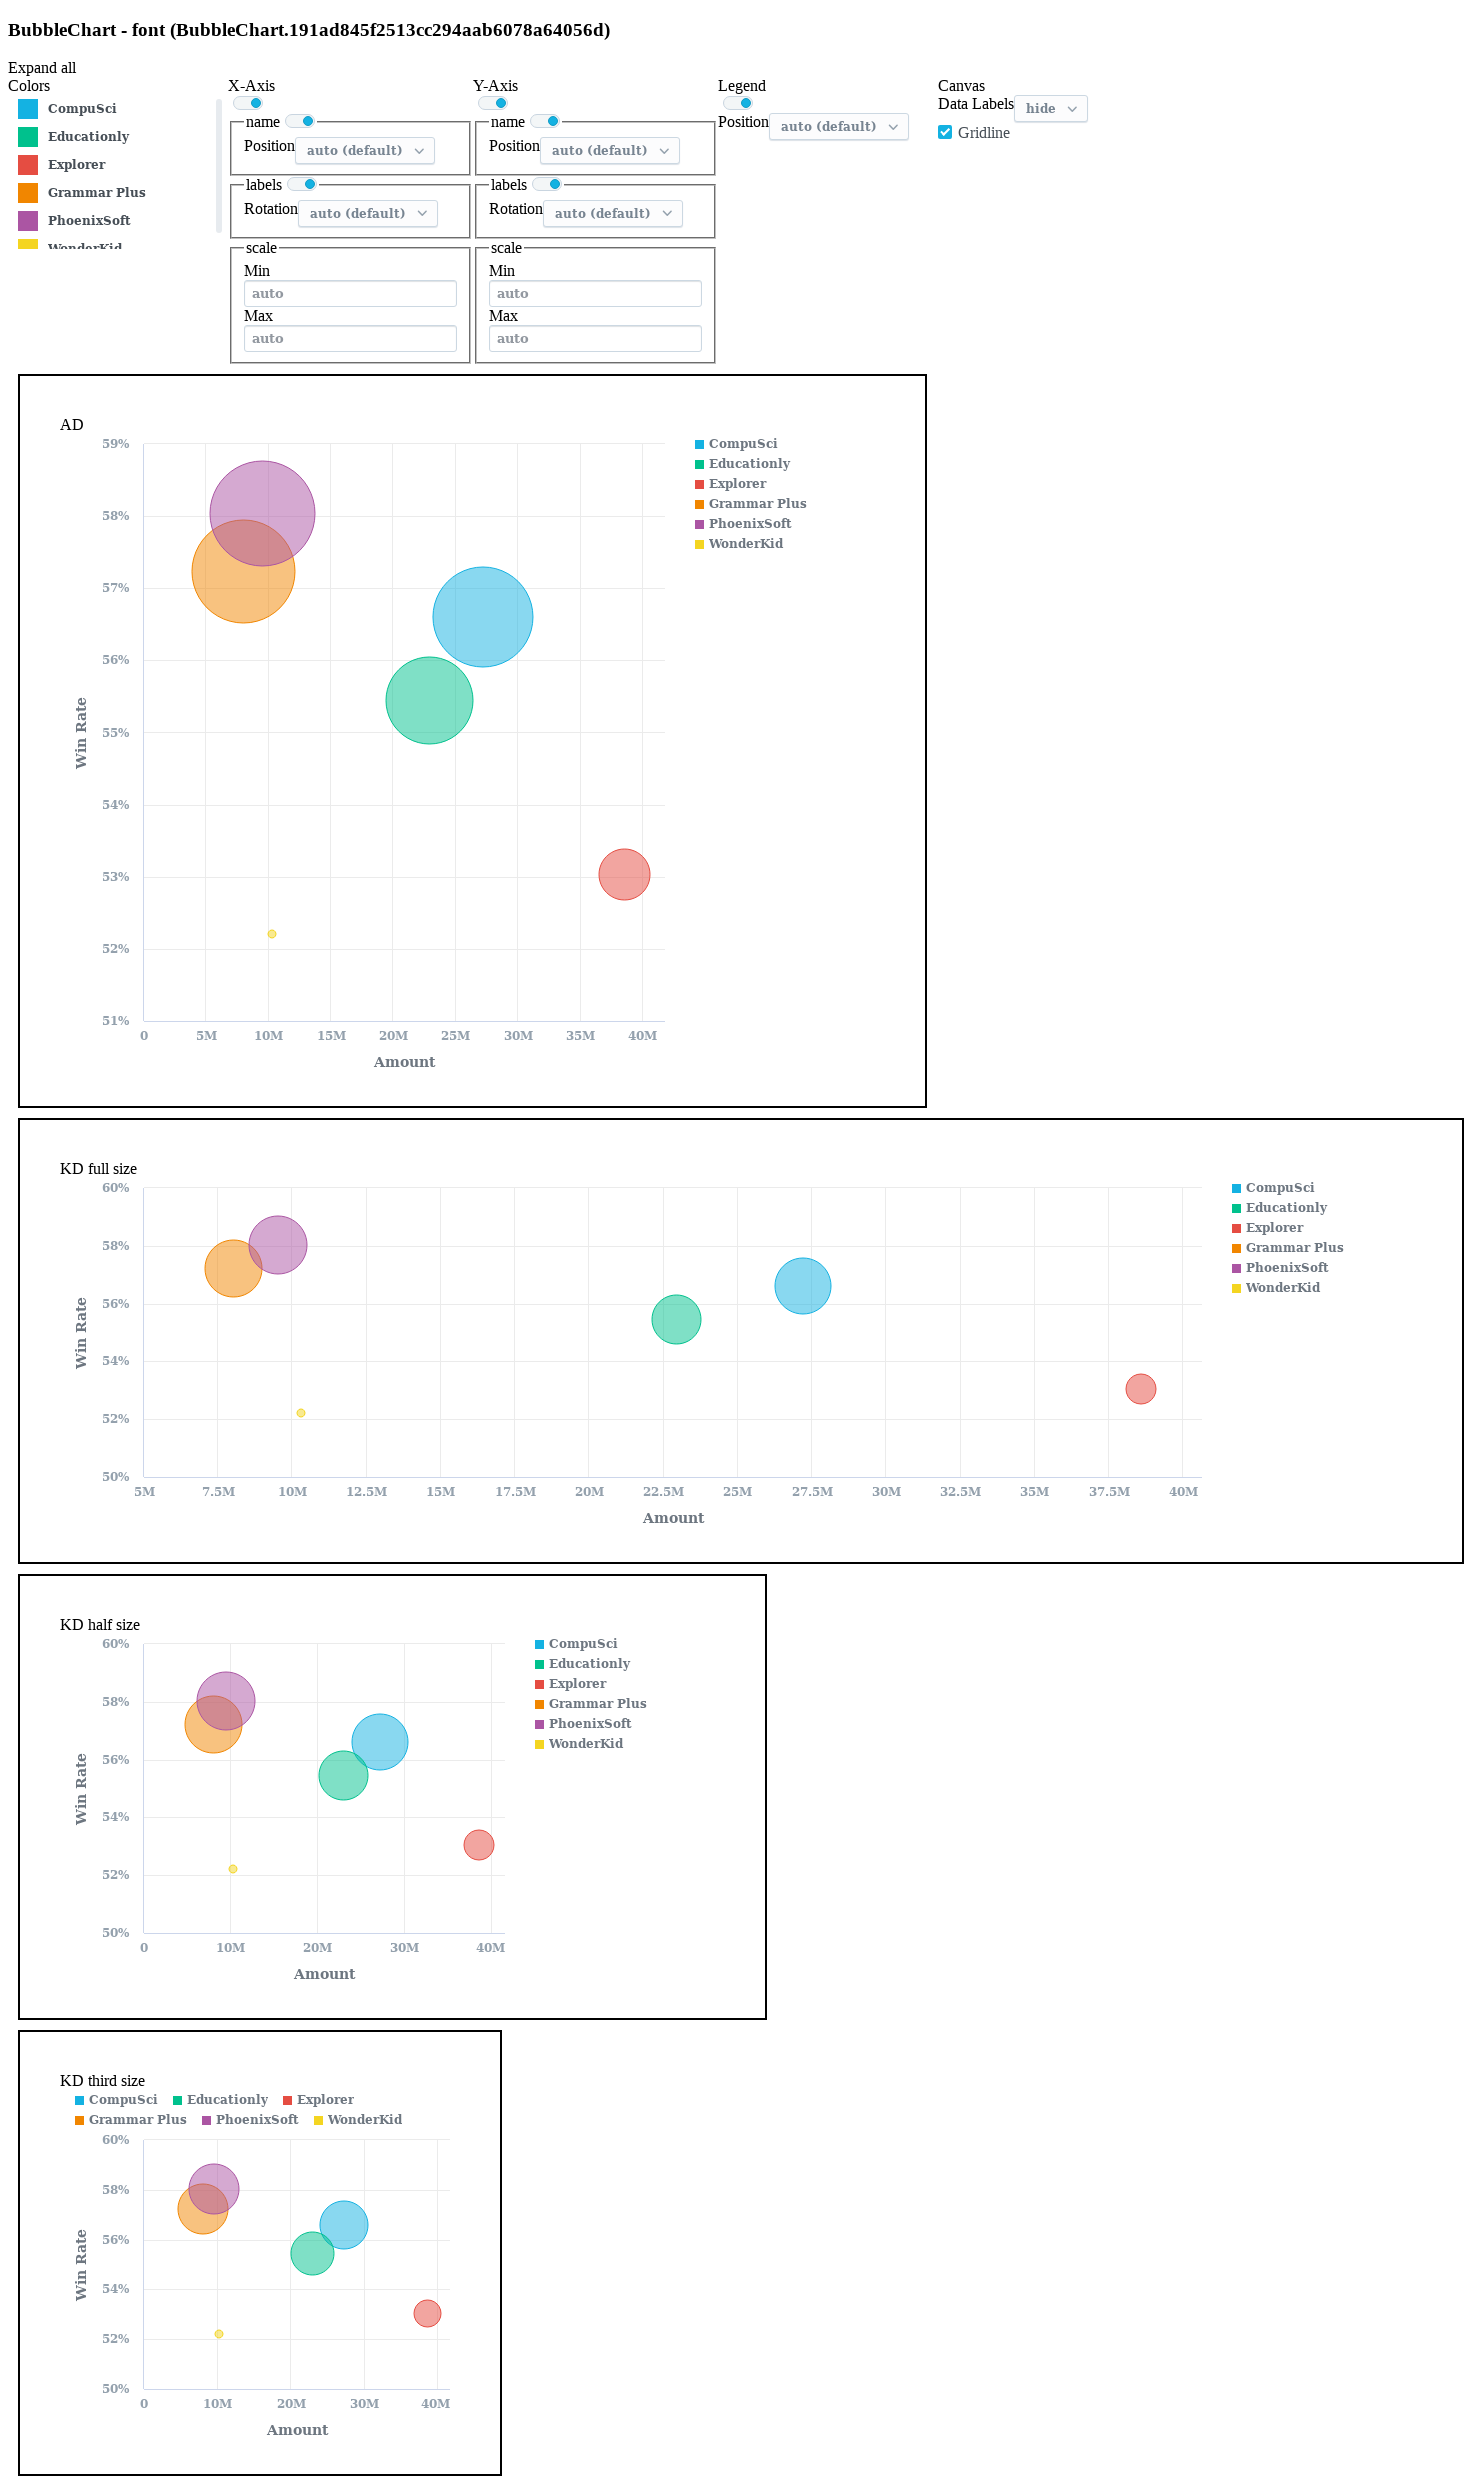 BubbleChart - font (BubbleChart.191ad845f2513cc294aab6078a64056d)
Expand all
Colors
CompuSci
Educationly
Explorer
Grammar Plus
PhoenixSoft
WonderKid
X-Axis
name
Position auto (default)
labels
Rotation auto (default)
scale
Min
auto
Max
auto
Y-Axis
name
Position auto (default)
labels
Rotation auto (default)
scale
Min
auto
Max
auto
Legend
Position auto (default)
Canvas
Data Labels hide
Gridline
AD
59%
58%
57%
56%
55%
54%
53%
52%
51%
Win Rate
0 5M 10M 15M 20M 25M 30M 35M 40M
Amount
CompuSci
Educationly
Explorer
Grammar Plus
PhoenixSoft
WonderKid
KD full size
60%
58%
56%
54%
52%
50%
Win Rate
5M 7.5M 10M 12.5M 15M 17.5M 20M 22.5M 25M 27.5M 30M 32.5M 35M 37.5M 40M
Amount
CompuSci
Educationly
Explorer
Grammar Plus
PhoenixSoft
WonderKid
KD half size
60%
58%
56%
54%
52%
50%
Win Rate
0 10M 20M 30M 40M
Amount
CompuSci
Educationly
Explorer
Grammar Plus
PhoenixSoft
WonderKid
KD third size
CompuSci Educationly Explorer
Grammar Plus PhoenixSoft WonderKid
60%
58%
56%
54%
52%
50%
Win Rate
0 10M 20M 30M 40M
Amount